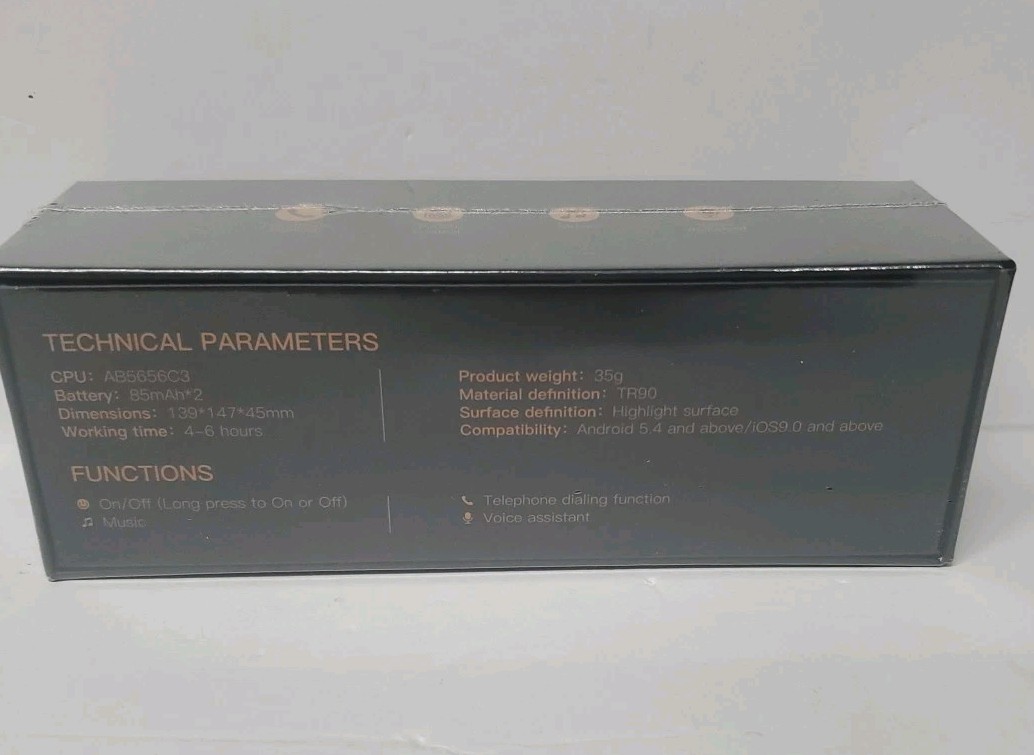 TECHNICAL PARAMETERS
CPU: AB5656C3
Battery: 85mAh*2
Dimensions: 139*147*45mm
Working time: 4-6 hours
Product weight: 35g
Material definition: TR90
Surface definition: Highlight surface
Compatibility: Android 5.4 and above/iOS9.0 and above
FUNCTIONS
On/Off (Long press to On or Off)
Music
Telephone dialing function
Voice assistant